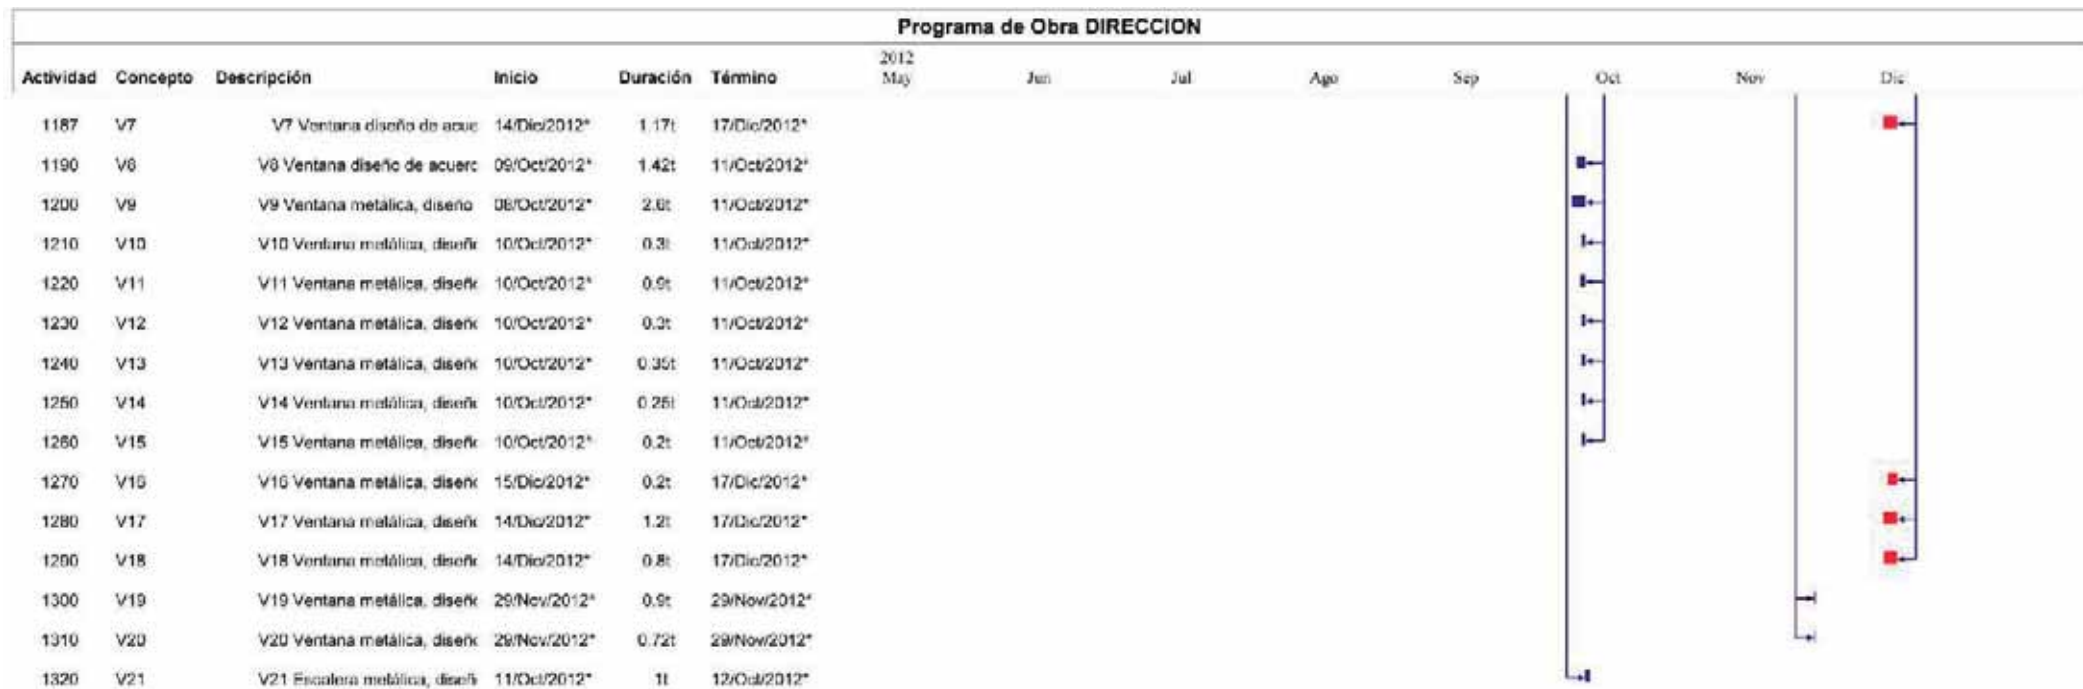 Programa de Obra DIRECCION
2012
Actividad Concepto Descripción Inicio Duración Término May Jun Jul Ago Sep Oct Nov Dic
1187 V7 V7 Ventana diseño de acue 14/Dic/2012* 1.17t 17/Dic/2012*
1190 V8 V8 Ventana diseño de acuerc 09/Oct/2012* 1.42t 11/Oct/2012*
1200 V9 V9 Ventana metálica, diseño 08/Oct/2012* 2.6t 11/Oct/2012*
1210 V10 V10 Ventana metálica, diseñ 10/Oct/2012* 0.3t 11/Oct/2012*
1220 V11 V11 Ventana metálica, diseñ 10/Oct/2012* 0.9t 11/Oct/2012*
1230 V12 V12 Ventana metálica, diseñ 10/Oct/2012* 0.3t 11/Oct/2012*
1240 V13 V13 Ventana metálica, diseñ 10/Oct/2012* 0.35t 11/Oct/2012*
1250 V14 V14 Ventana metálica, diseñ 10/Oct/2012* 0.25t 11/Oct/2012*
1260 V15 V15 Ventana metálica, diseñ 10/Oct/2012* 0.2t 11/Oct/2012*
1270 V16 V16 Ventana metálica, diseñ 15/Dic/2012* 0.2t 17/Dic/2012*
1280 V17 V17 Ventana metálica, diseñ 14/Dic/2012* 1.2t 17/Dic/2012*
1290 V18 V18 Ventana metálica, diseñ 14/Dic/2012* 0.8t 17/Dic/2012*
1300 V19 V19 Ventana metálica, diseñ 29/Nov/2012* 0.9t 29/Nov/2012*
1310 V20 V20 Ventana metálica, diseñ 29/Nov/2012* 0.72t 29/Nov/2012*
1320 V21 V21 Escalera metálica, diseñ 11/Oct/2012* 1t 12/Oct/2012*